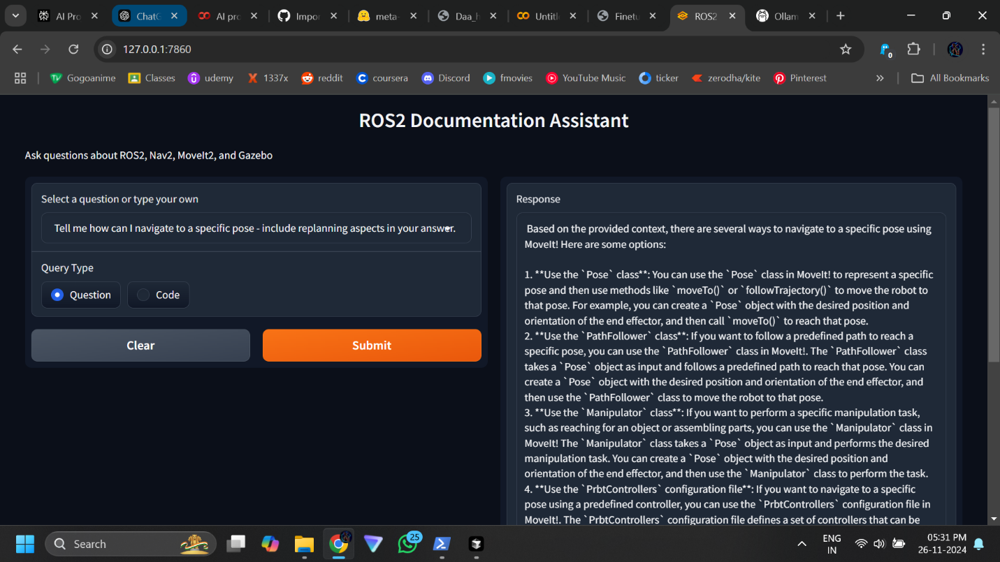 AI Pro
ChatG
AI pro
Impor
meta-
Daa_h
Untitl
Finetu
ROS2
Ollam
127.0.0.1:7860
0
Gogoanime
Classes
udemy
1337x
reddit
coursera
Discord
fmovies
YouTube Music
ticker
zerodha/kite
Pinterest
All Bookmarks
ROS2 Documentation Assistant
Ask questions about ROS2, Nav2, MoveIt2, and Gazebo
Select a question or type your own
Tell me how can I navigate to a specific pose - include replanning aspects in your answer.
Query Type
Question
Code
Clear
Submit
Response
Based on the provided context, there are several ways to navigate to a specific pose using
MoveIt! Here are some options:
1. **Use the `Pose` class**: You can use the `Pose` class in MoveIt! to represent a specific
pose and then use methods like `moveTo()` or `followTrajectory()` to move the robot to
that pose. For example, you can create a `Pose` object with the desired position and
orientation of the end effector, and then call `moveTo()` to reach that pose.
2. **Use the `PathFollower` class**: If you want to follow a predefined path to reach a
specific pose, you can use the `PathFollower` class in MoveIt!. The `PathFollower` class
takes a `Pose` object as input and follows a predefined path to reach that pose. You can
create a `Pose` object with the desired position and orientation of the end effector, and
then use the `PathFollower` class to move the robot to that pose.
3. **Use the `Manipulator` class**: If you want to perform a specific manipulation task,
such as reaching for an object or assembling parts, you can use the `Manipulator` class in
MoveIt! The `Manipulator` class takes a `Pose` object as input and performs the desired
manipulation task. You can create a `Pose` object with the desired position and
orientation of the end effector, and then use the `Manipulator` class to perform the task.
4. **Use the `PrbtControllers` configuration file**: If you want to navigate to a specific
pose using a predefined controller, you can use the `PrbtControllers` configuration file in
MoveIt!. The `PrbtControllers` configuration file defines a set of controllers that can be
Search
25
ENG
IN
05:31 PM
26-11-2024